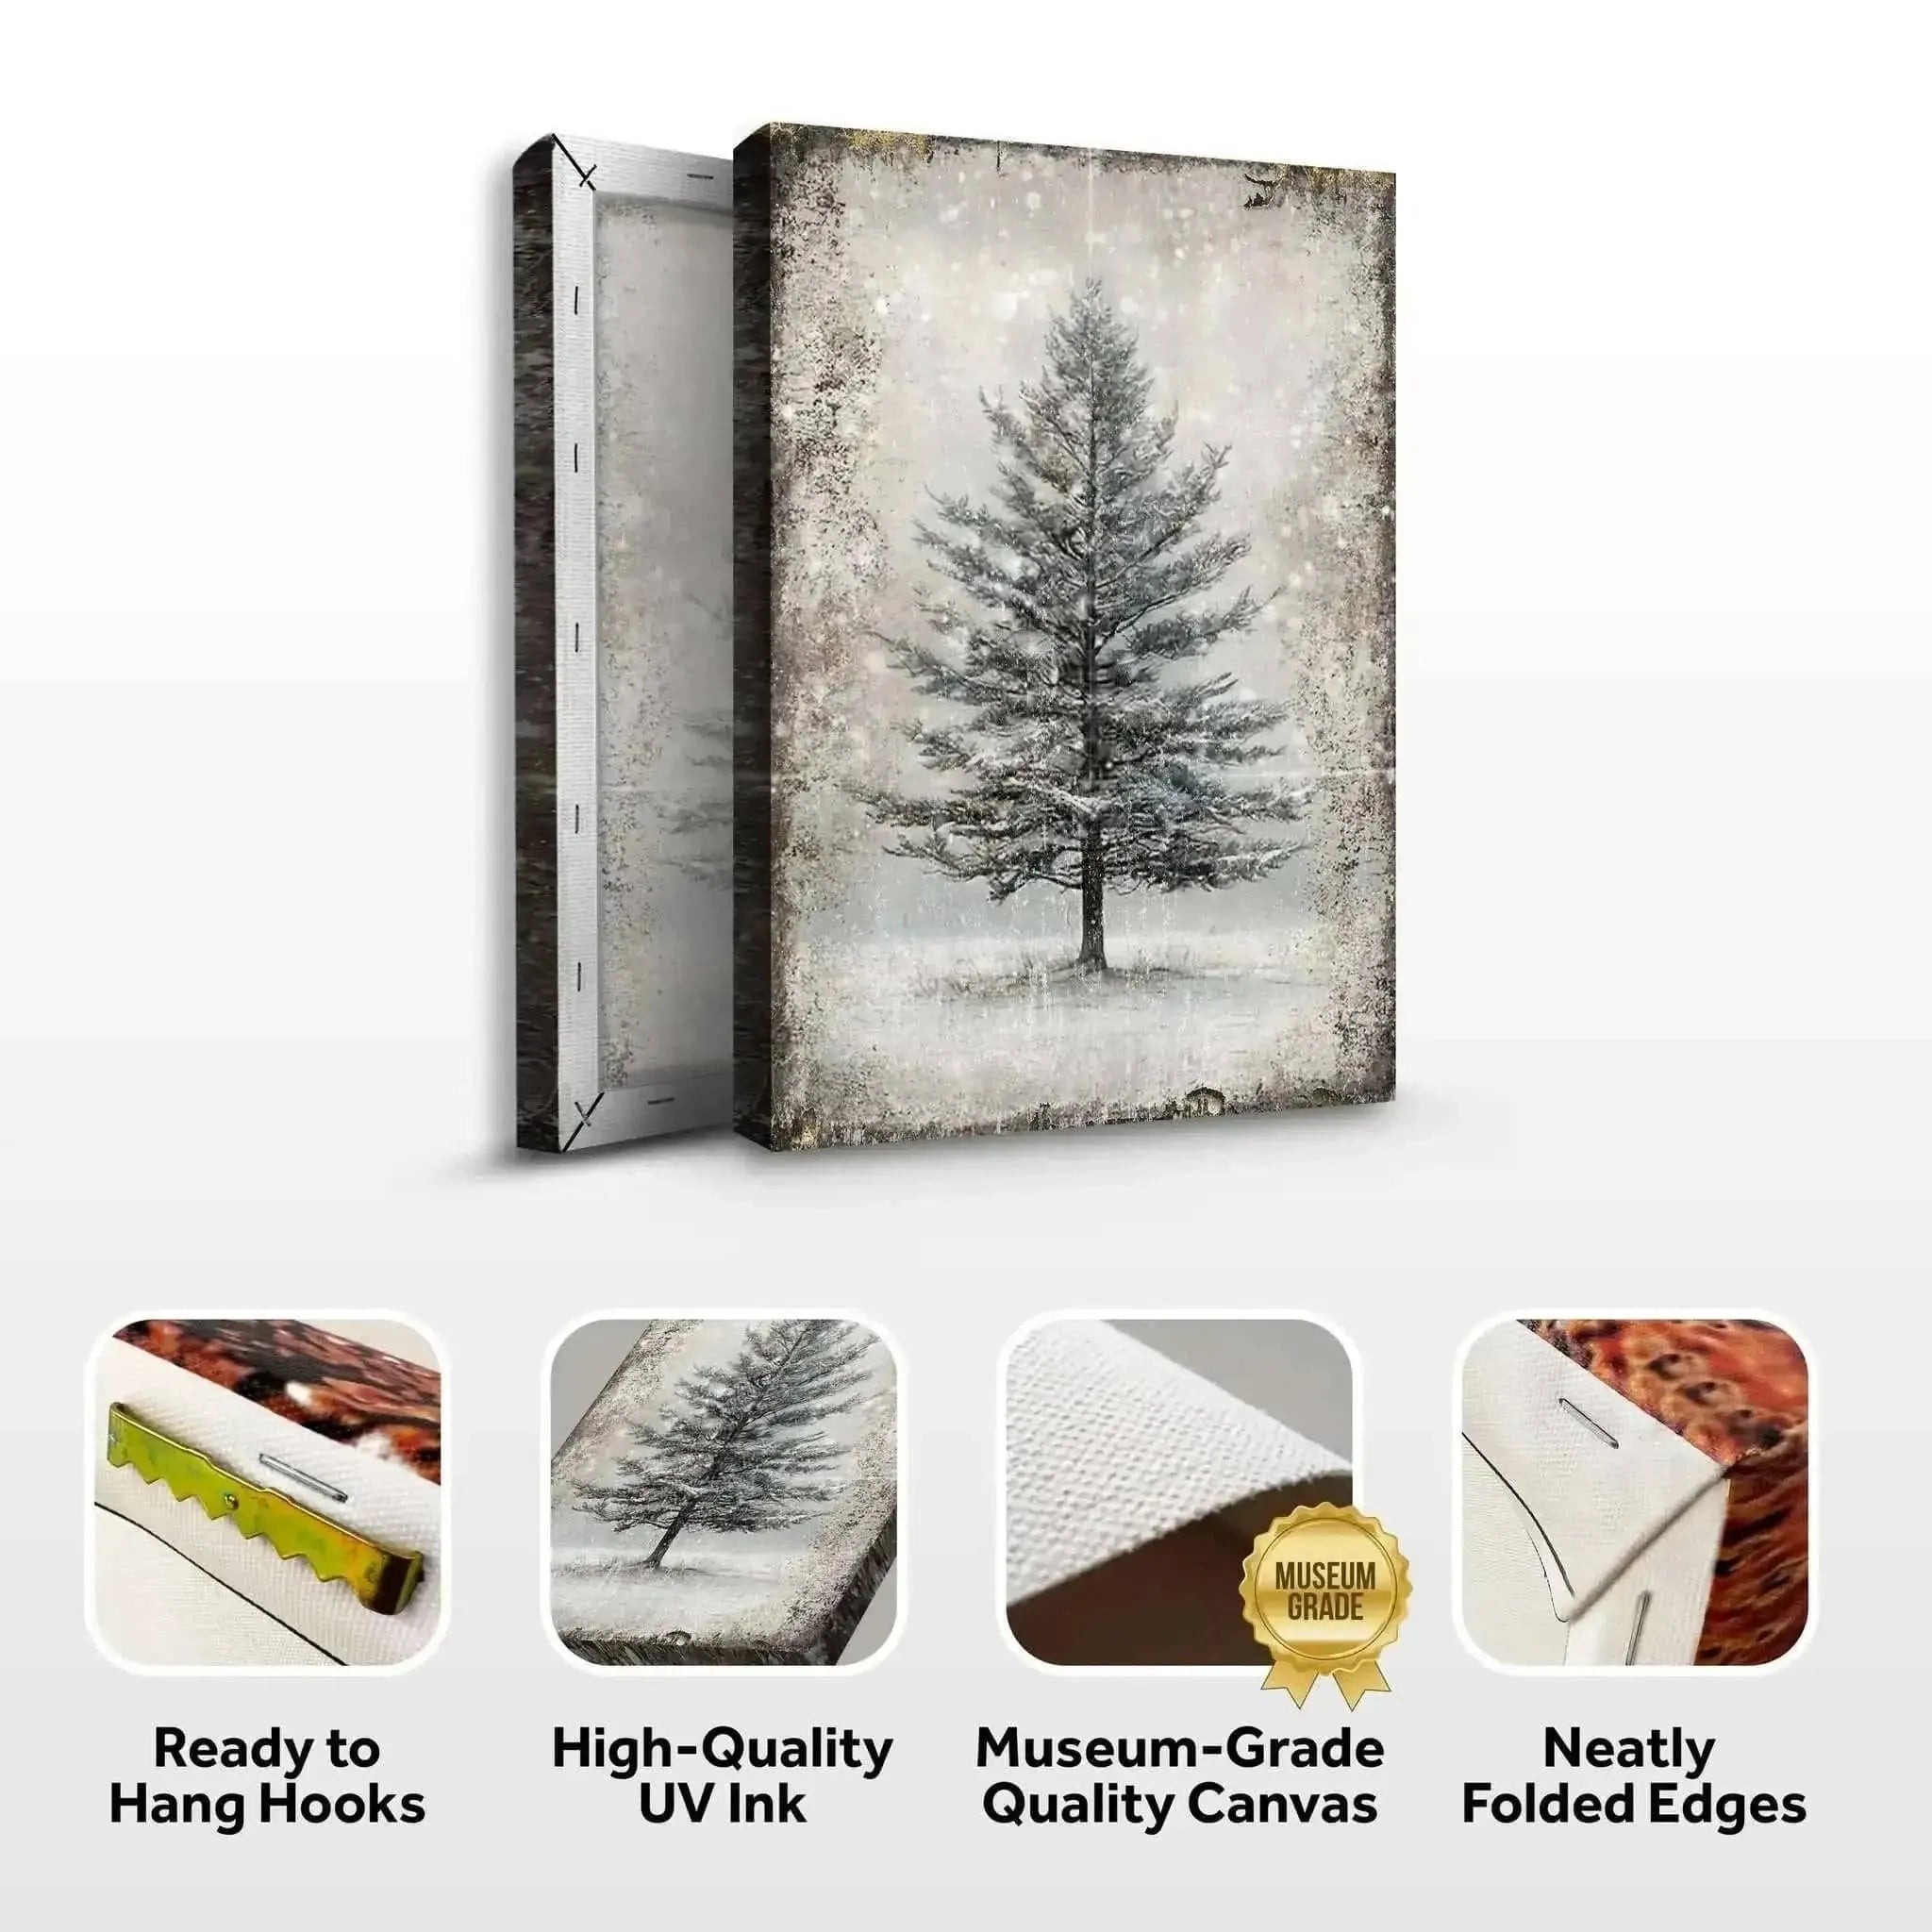 MUSEUM
GRADE
Ready to
Hang Hooks
High-Quality
UV Ink
Museum-Grade
Quality Canvas
Neatly
Folded Edges